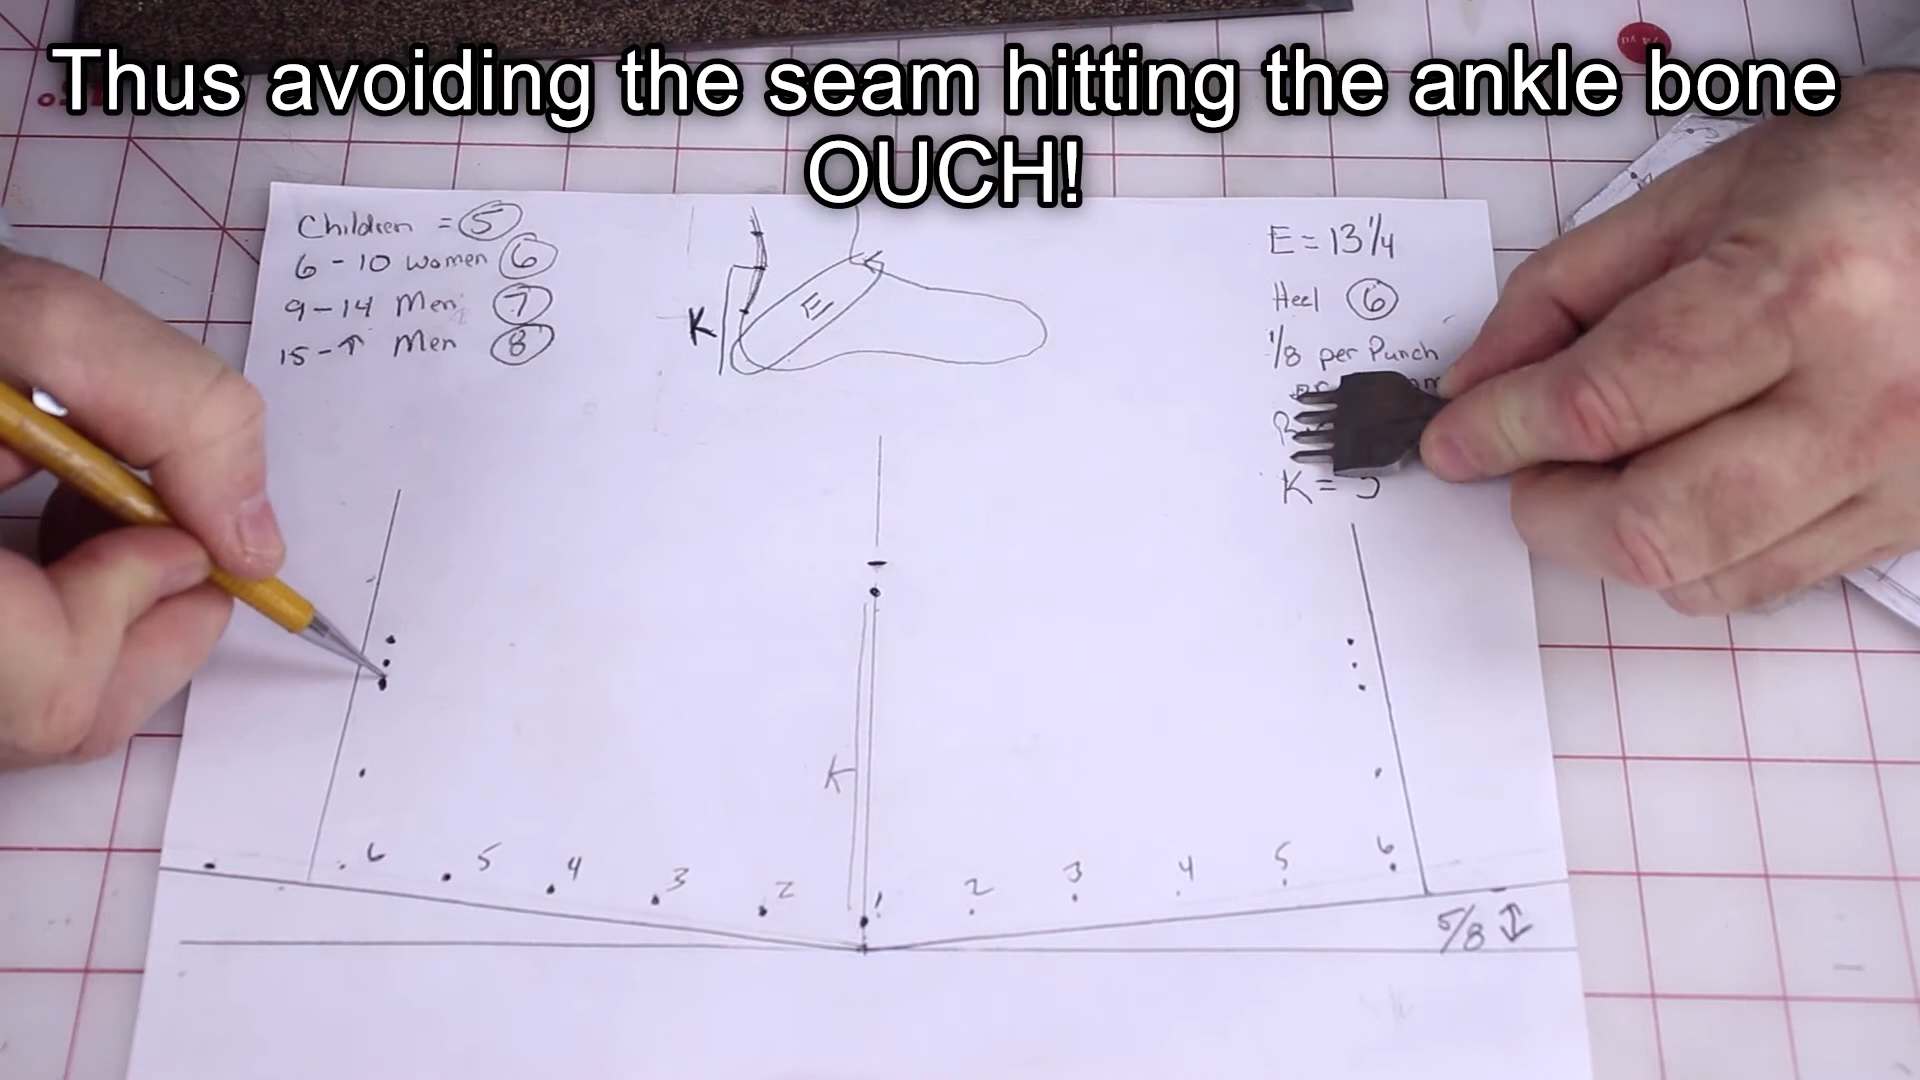 Thus avoiding the seam hitting the ankle bone
OUCH!
Children = 5
6 - 10 women 6
9 - 14 Men 7
15 - ↑ Men 8
K
E
E = 13 1/4
Heel 6
1/8 per Punch
K =
K
6 5 4 3 2 1 2 3 4 5 6
5/8 ↕